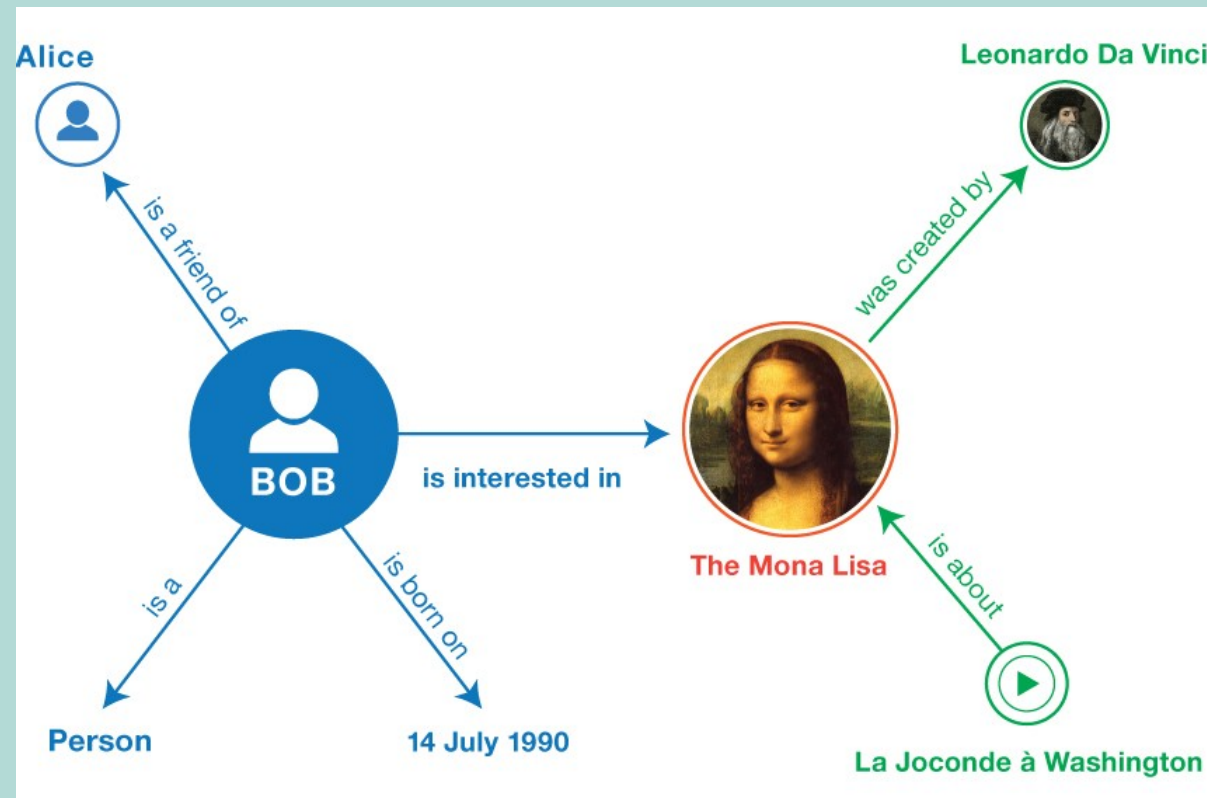 Alice
Leonardo Da Vinci
is a friend of
was created by
BOB
is interested in
The Mona Lisa
is a
is born on
is about
Person
14 July 1990
La Joconde à Washington